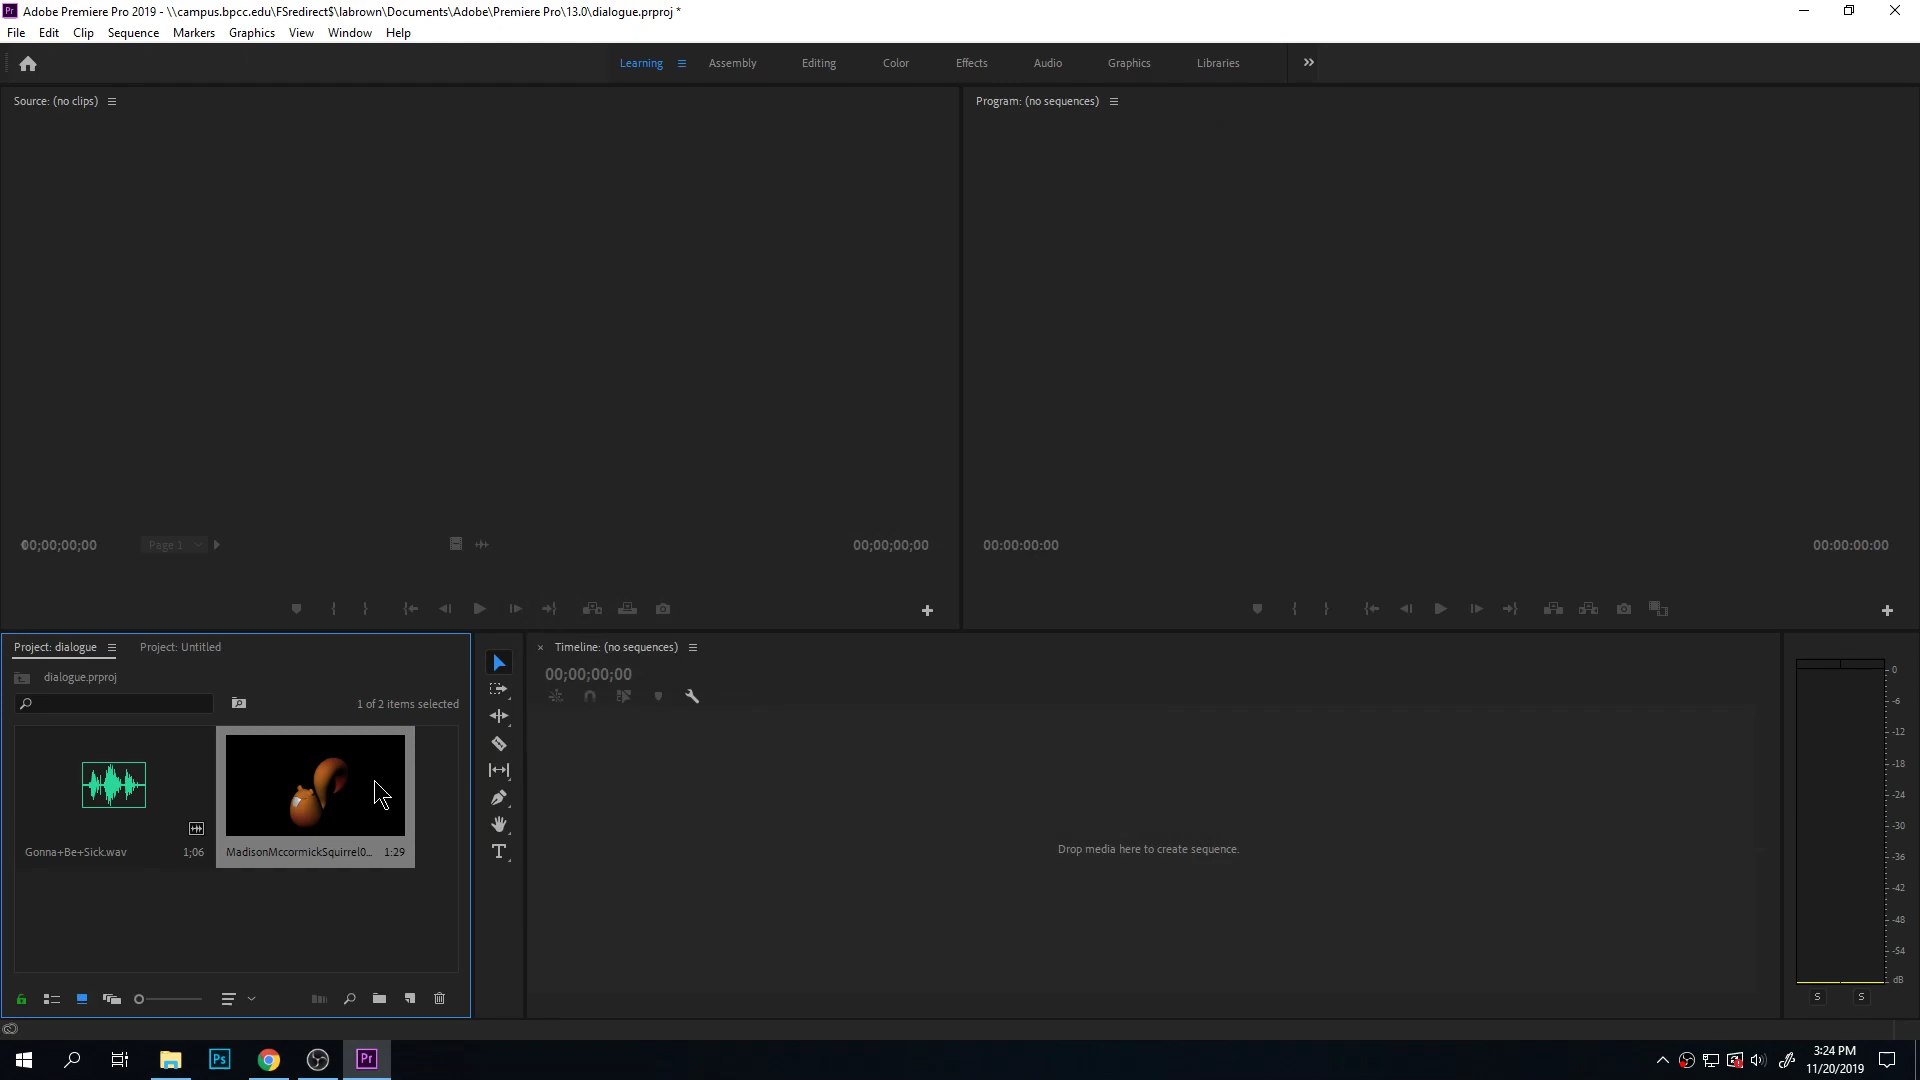 Pr Adobe Premiere Pro 2019 - \\campus.bpcc.edu\FSredirect$\labrown\Documents\Adobe\Premiere Pro\13.0\dialogue.prproj *
File Edit Clip Sequence Markers Graphics View Window Help
Learning Assembly Editing Color Effects Audio Graphics Libraries
Source: (no clips)
Program: (no sequences)
00;00;00;00 Page 1 00;00;00;00
00:00:00:00 00:00:00:00
Project: dialogue Project: Untitled
dialogue.prproj
1 of 2 items selected
Gonna+Be+Sick.wav 1;06
MadisonMccormickSquirrel0... 1:29
T
Timeline: (no sequences)
00;00;00;00
Drop media here to create sequence.
0
-6
-12
-18
-24
-30
-36
-42
-48
-54
dB
S S
Ps Pr
3:24 PM
11/20/2019